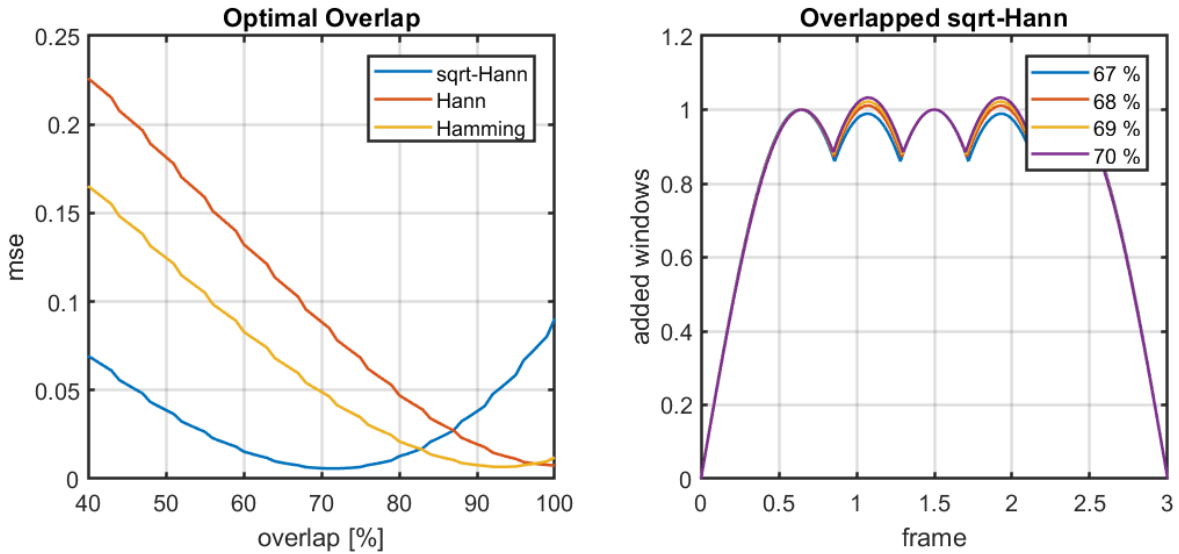 Optimal Overlap
0.25
0.2
0.15
0.1
0.05
0
mse
sqrt-Hann
Hann
Hamming
40 50 60 70 80 90 100
overlap [%]
Overlapped sqrt-Hann
1.2
1
0.8
0.6
0.4
0.2
0
added windows
67 %
68 %
69 %
70 %
0 0.5 1 1.5 2 2.5 3
frame